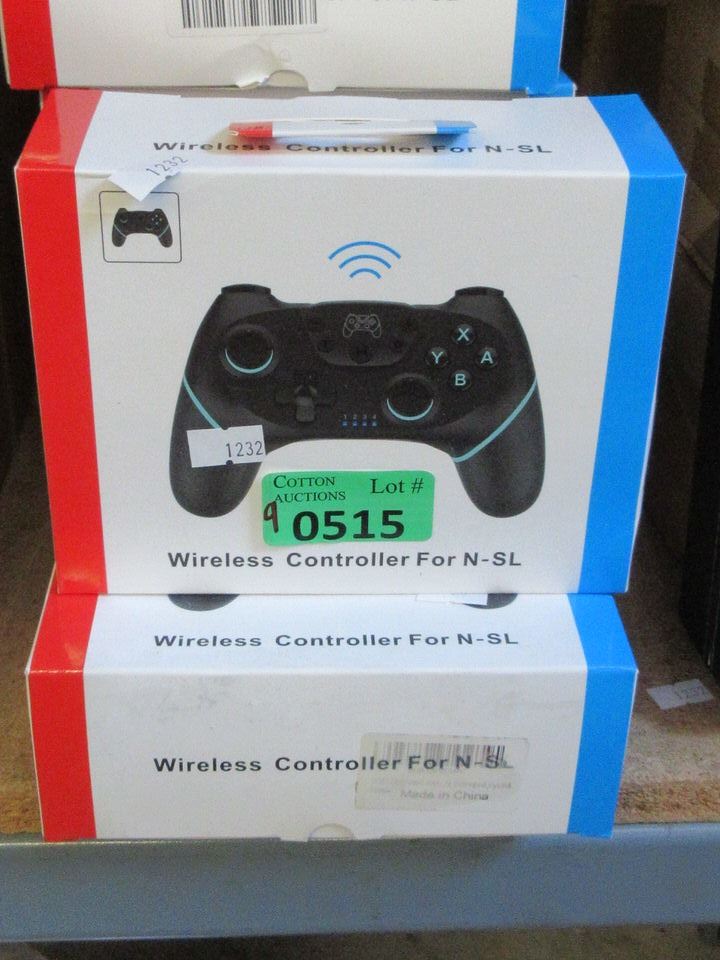 Wireless Controller For N-SL
1232
X
Y A
B
1 2 3 4
1232
COTTON AUCTIONS Lot #
9 0515
Wireless Controller For N-SL
Wireless Controller For N-SL
Wireless Controller For N-SL
Made in China
1232